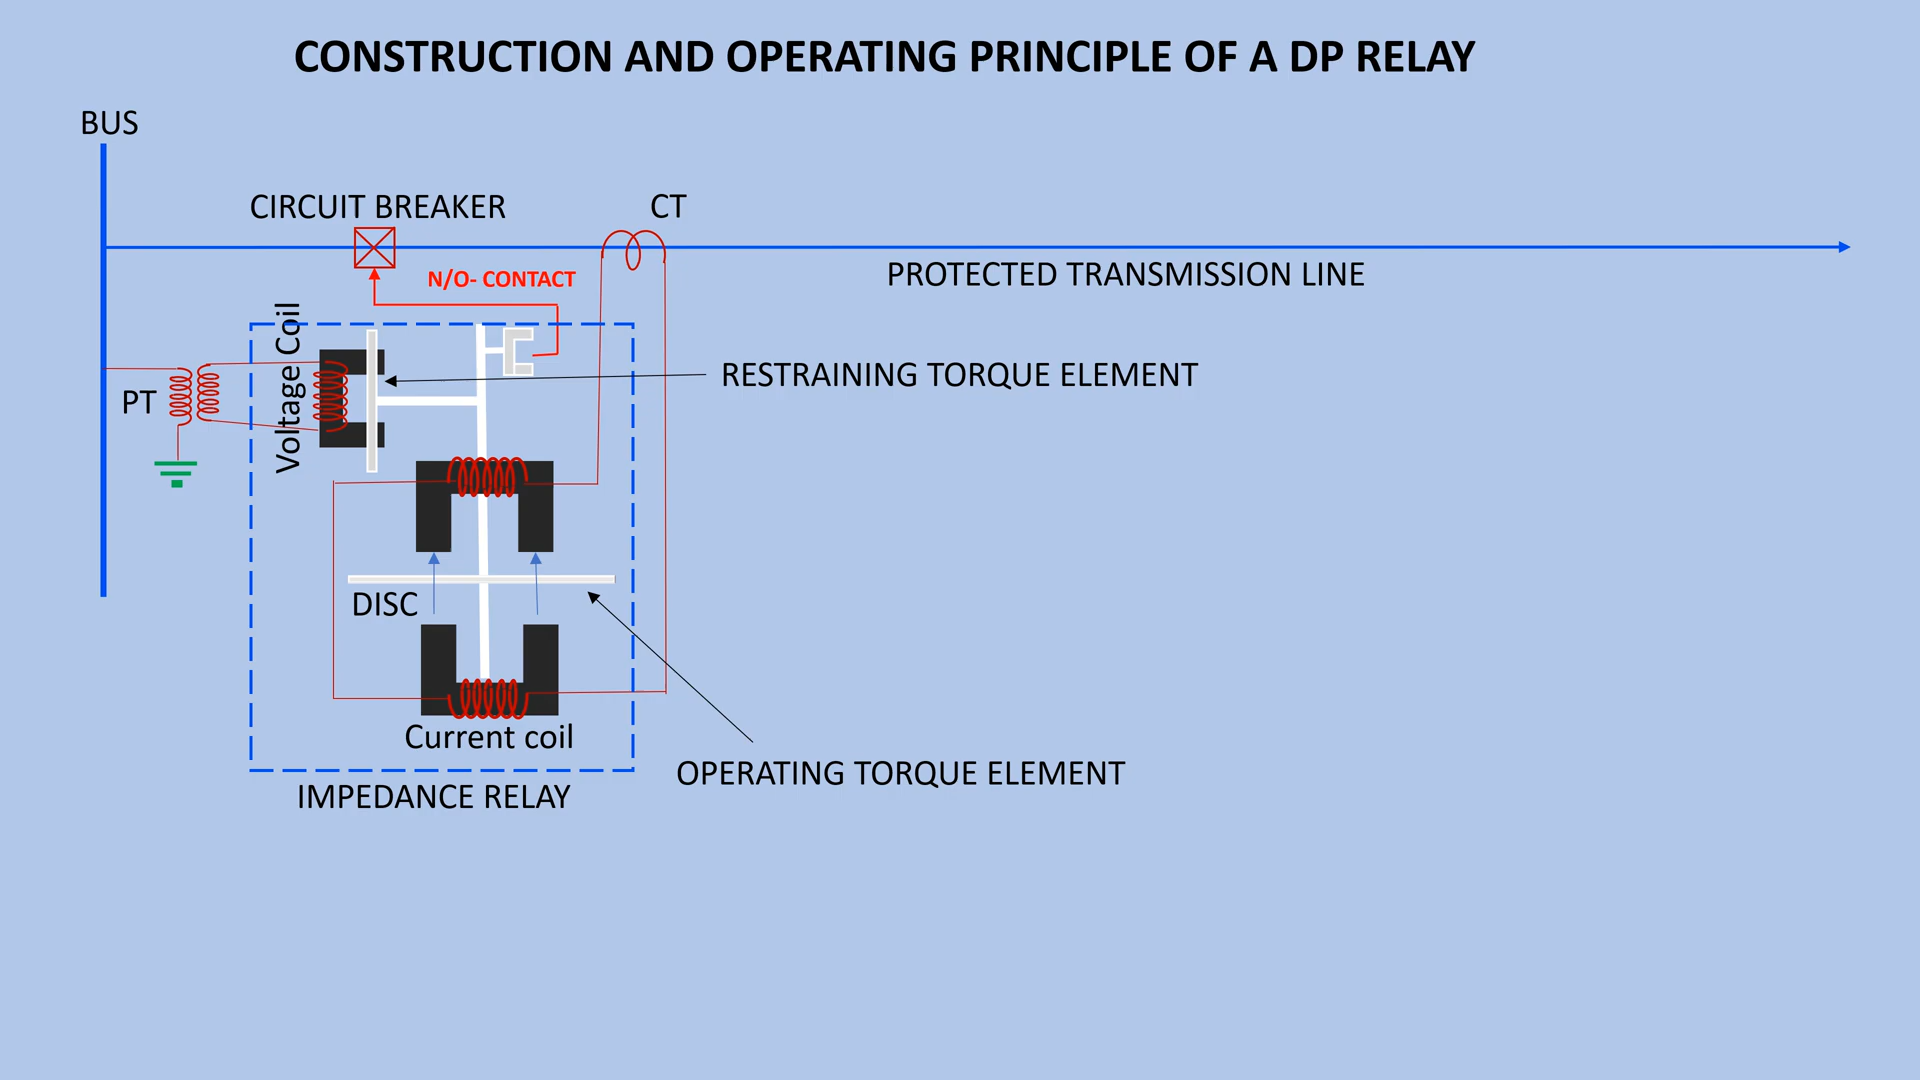 CONSTRUCTION AND OPERATING PRINCIPLE OF A DP RELAY
BUS
CIRCUIT BREAKER
CT
N/O- CONTACT
PROTECTED TRANSMISSION LINE
Voltage Coil
RESTRAINING TORQUE ELEMENT
PT
DISC
Current coil
OPERATING TORQUE ELEMENT
IMPEDANCE RELAY